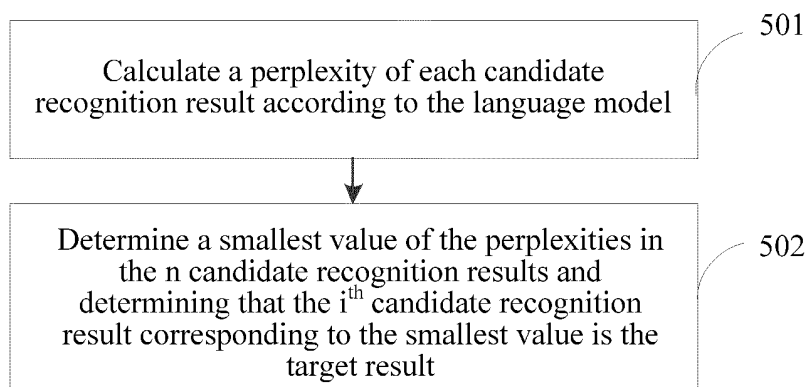 501
Calculate a perplexity of each candidate
recognition result according to the language model
Determine a smallest value of the perplexities in
the n candidate recognition results and
determining that the i^th candidate recognition
result corresponding to the smallest value is the
target result
502